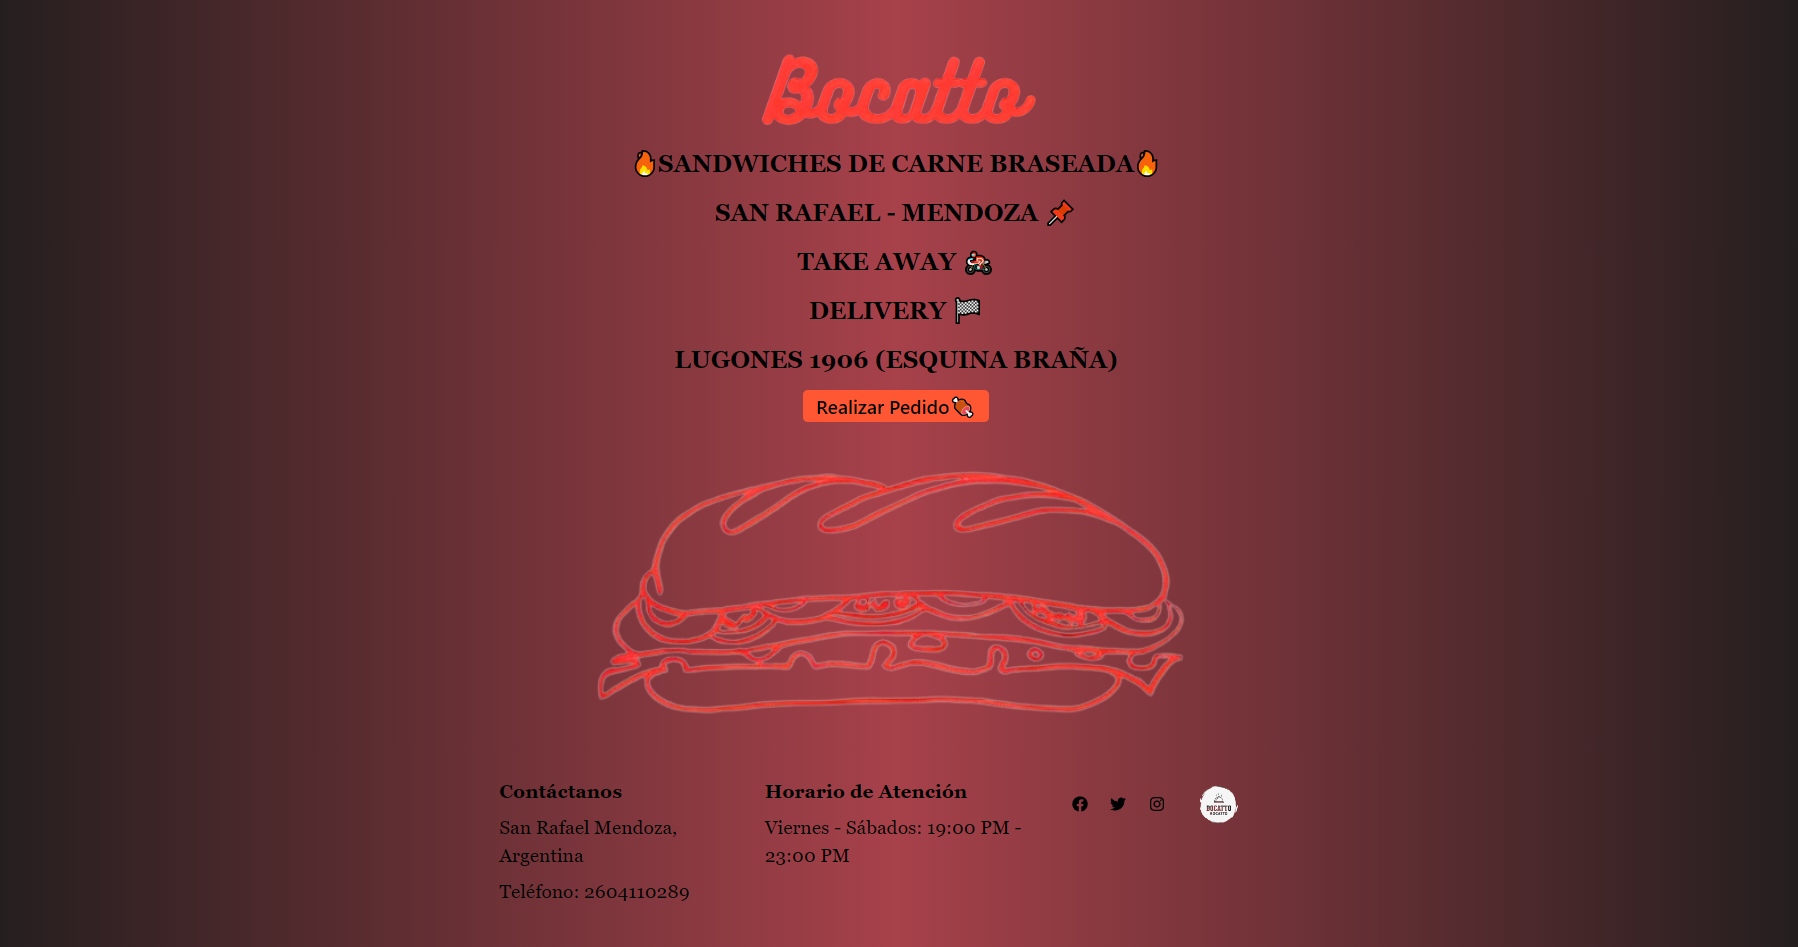 Bocatto
🔥SANDWICHES DE CARNE BRASEADA🔥
SAN RAFAEL - MENDOZA 📌
TAKE AWAY 🏍
DELIVERY 🏁
LUGONES 1906 (ESQUINA BRAÑA)
Realizar Pedido🍖
Contáctanos
San Rafael Mendoza,
Argentina
Teléfono: 2604110289
Horario de Atención
Viernes - Sábados: 19:00 PM -
23:00 PM
BOCATTO